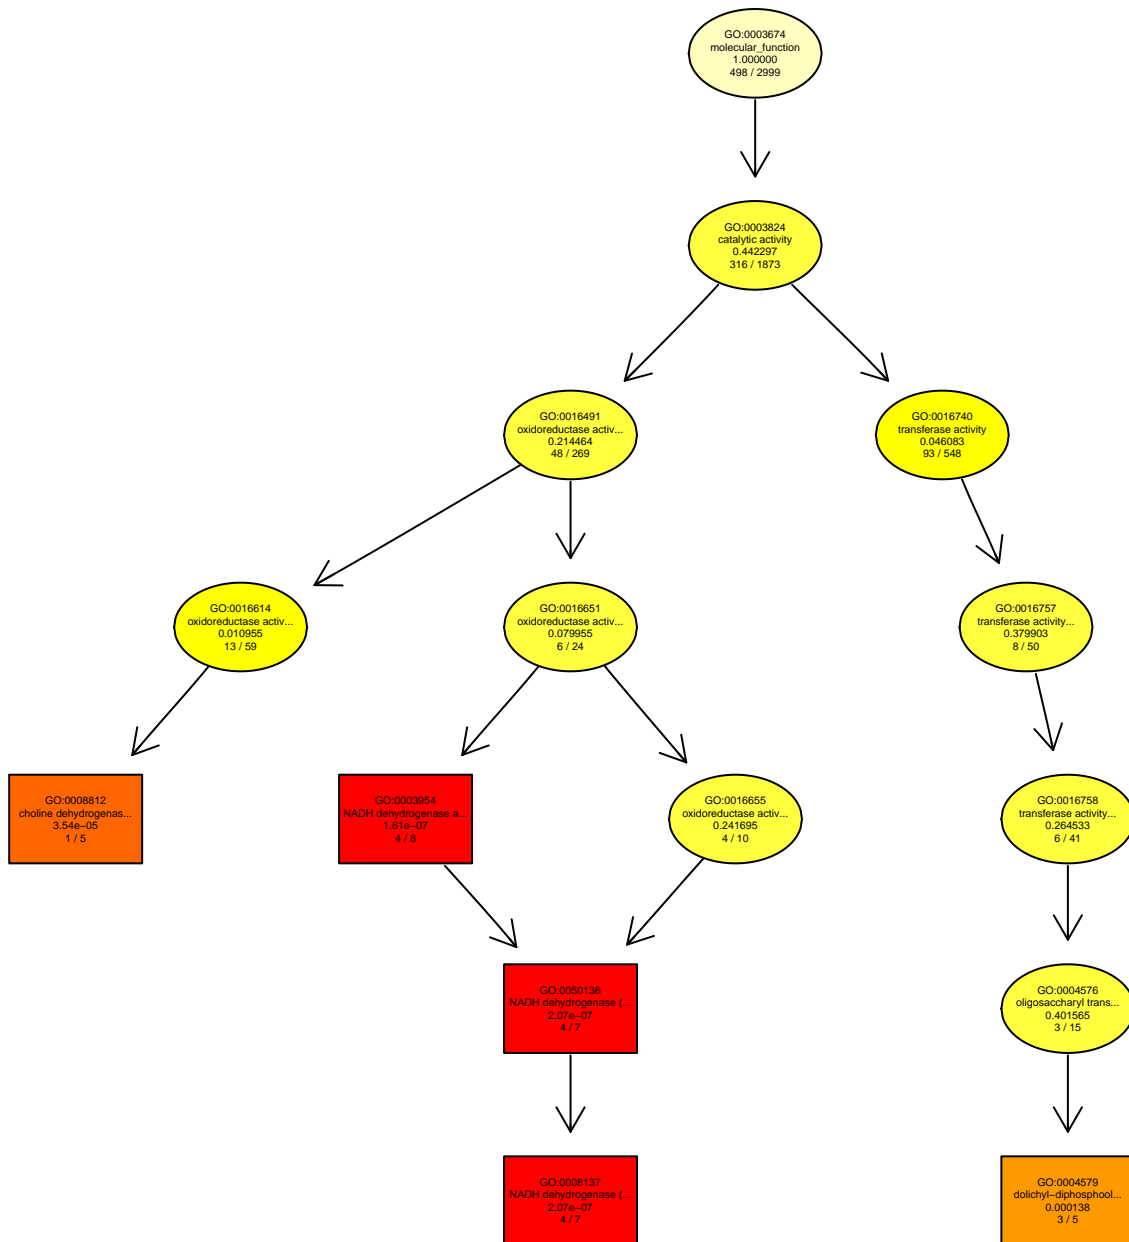 GO:0003674
molecular_function
1.000000
498 / 2999
GO:0003824
catalytic activity
0.442297
316 / 1873
GO:0016491
oxidoreductase activ...
0.214464
48 / 269
GO:0016740
transferase activity
0.046083
93 / 548
GO:0016614
oxidoreductase activ...
0.010955
13 / 59
GO:0016651
oxidoreductase activ...
0.079955
6 / 24
GO:0016757
transferase activity...
0.379903
8 / 50
GO:0008812
choline dehydrogenas...
3.54e−05
1 / 5
GO:0003954
NADH dehydrogenase a...
1.61e−07
4 / 8
GO:0016655
oxidoreductase activ...
0.241695
4 / 10
GO:0016758
transferase activity...
0.264533
6 / 41
GO:0050136
NADH dehydrogenase (...
2.07e−07
4 / 7
GO:0004576
oligosaccharyl trans...
0.401565
3 / 15
GO:0008137
NADH dehydrogenase (...
2.07e−07
4 / 7
GO:0004579
dolichyl−diphosphool...
0.000138
3 / 5